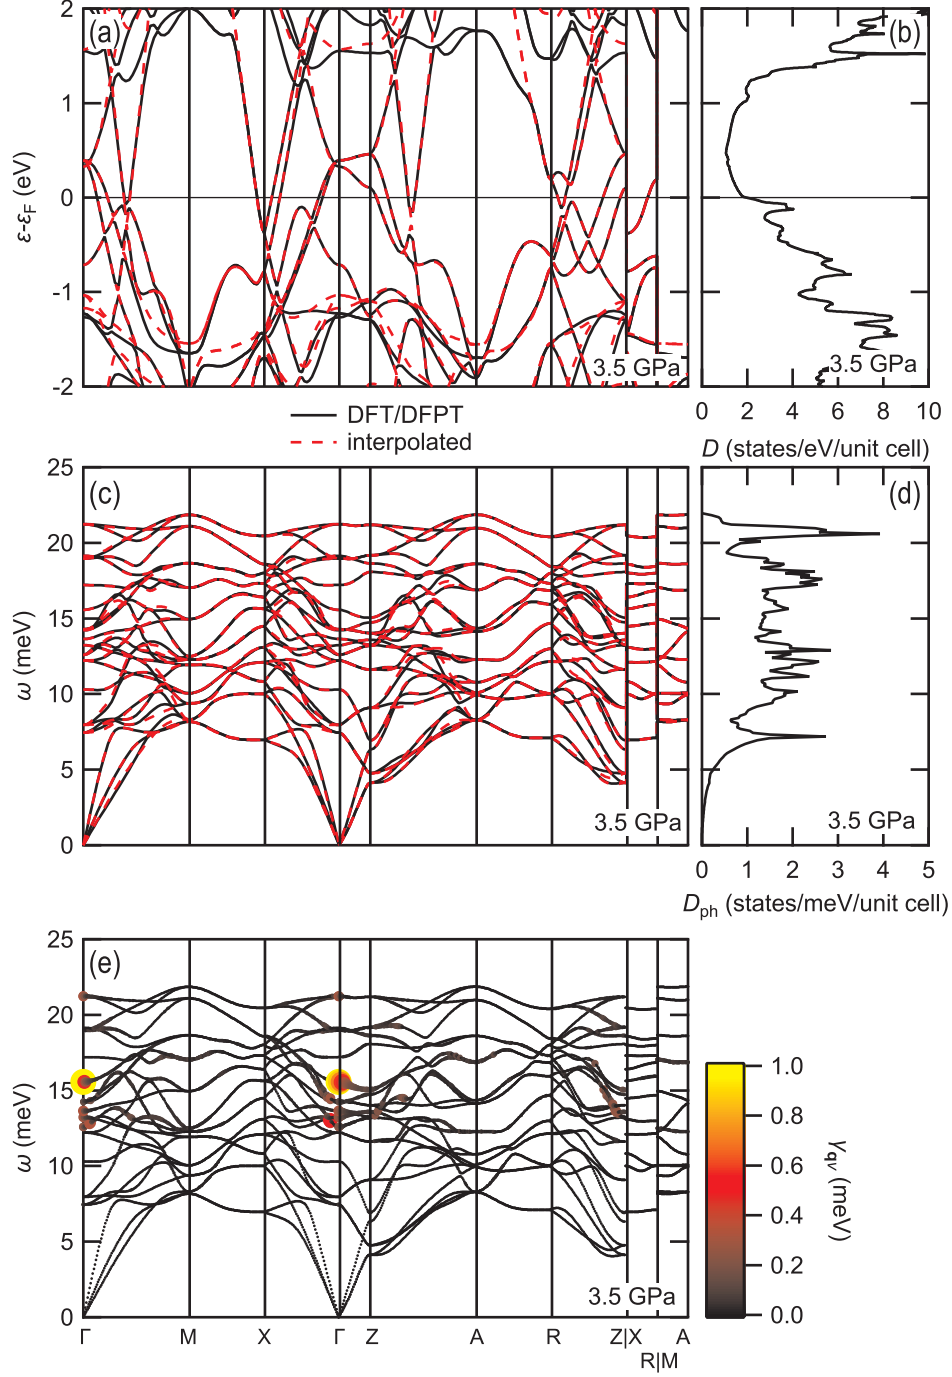 2
(a)
(b)
1
0
-1
-2
ε-εF (eV)
3.5 GPa
3.5 GPa
0 2 4 6 8 10
D (states/eV/unit cell)
DFT/DFPT
interpolated
25
(c)
(d)
20
15
10
5
0
ω (meV)
3.5 GPa
3.5 GPa
0 1 2 3 4 5
Dph (states/meV/unit cell)
25
(e)
20
15
10
5
0
ω (meV)
3.5 GPa
1.0
0.8
0.6
0.4
0.2
0.0
γqν (meV)
Γ M X Γ Z A R Z|X A
R|M